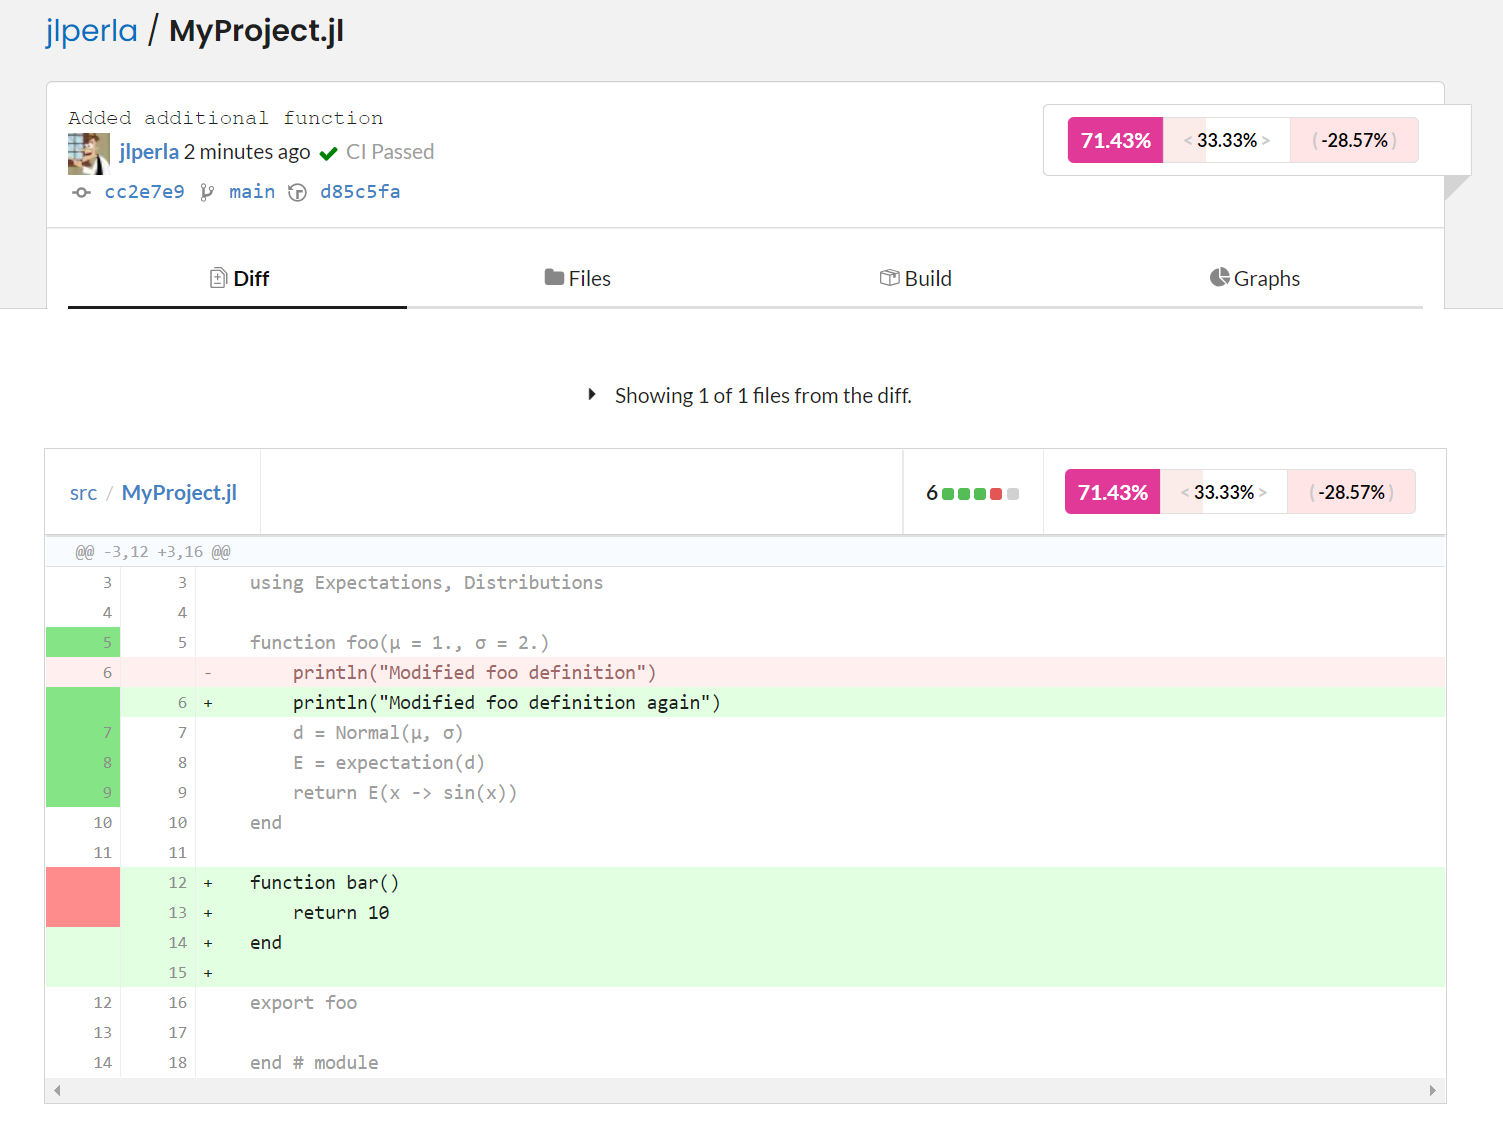 jlperla / MyProject.jl
Added additional function
jlperla 2 minutes ago CI Passed
cc2e7e9 main d85c5fa
71.43% < 33.33% > ( -28.57% )
Diff Files Build Graphs
Showing 1 of 1 files from the diff.
src / MyProject.jl 6 71.43% < 33.33% > ( -28.57% )
@@ -3,12 +3,16 @@
3 3 using Expectations, Distributions
4 4
5 5 function foo(μ = 1., σ = 2.)
6 - println("Modified foo definition")
6 + println("Modified foo definition again")
7 7 d = Normal(μ, σ)
8 8 E = expectation(d)
9 9 return E(x -> sin(x))
10 10 end
11 11
12 + function bar()
13 + return 10
14 + end
15 +
12 16 export foo
13 17
14 18 end # module